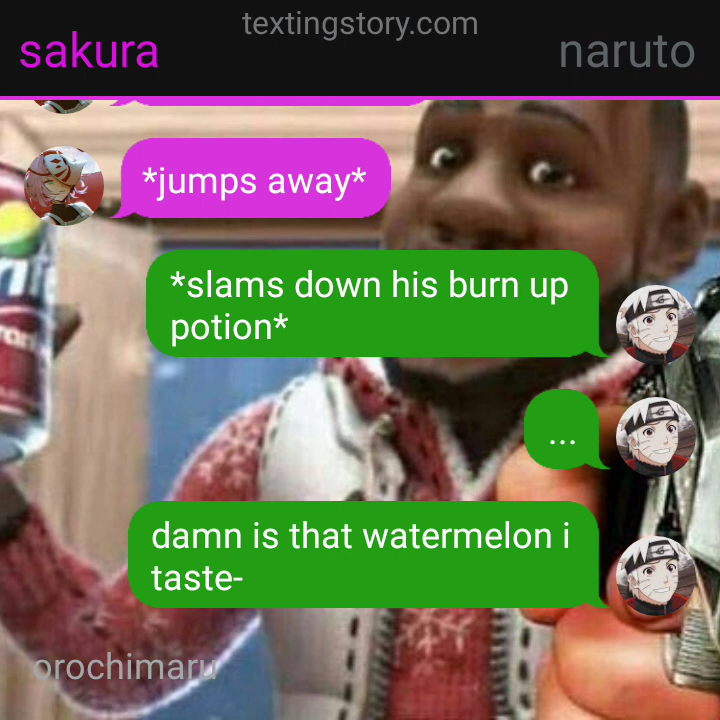 textingstory.com
sakura
naruto
*jumps away*
*slams down his burn up
potion*
...
damn is that watermelon i
taste-
orochimaru